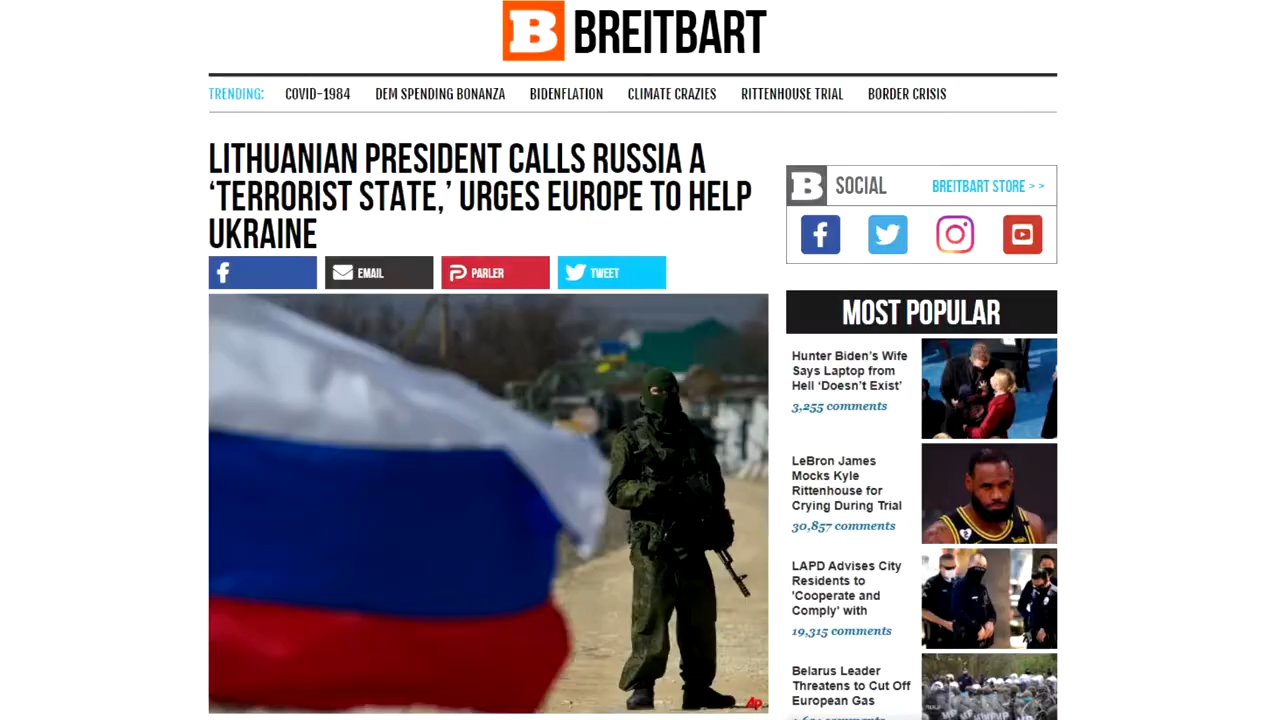 B BREITBART
TRENDING: COVID-1984 DEM SPENDING BONANZA BIDENFLATION CLIMATE CRAZIES RITTENHOUSE TRIAL BORDER CRISIS
LITHUANIAN PRESIDENT CALLS RUSSIA A
‘TERRORIST STATE,’ URGES EUROPE TO HELP
UKRAINE
f EMAIL PARLER TWEET
AP
B SOCIAL BREITBART STORE > >
MOST POPULAR
Hunter Biden’s Wife
Says Laptop from
Hell ‘Doesn’t Exist’
3,255 comments
LeBron James
Mocks Kyle
Rittenhouse for
Crying During Trial
30,857 comments
LAPD Advises City
Residents to
'Cooperate and
Comply' with
19,315 comments
Belarus Leader
Threatens to Cut Off
European Gas